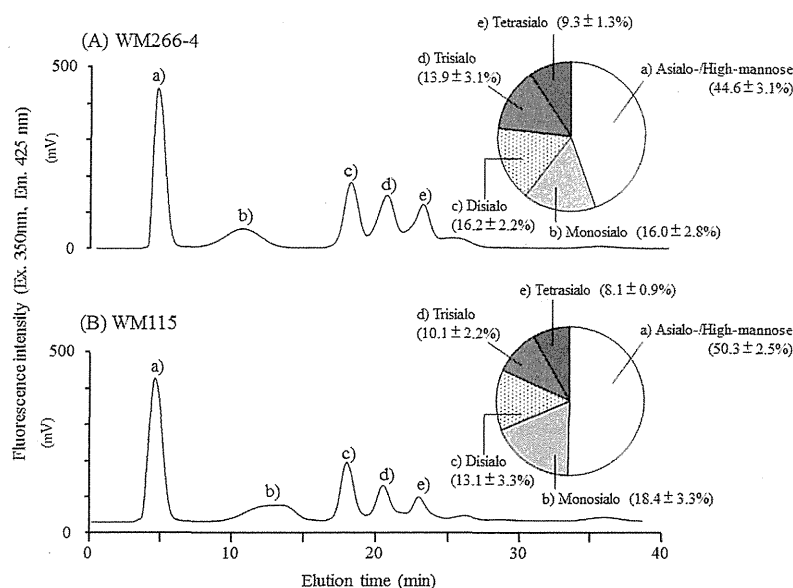 (A) WM266-4
e) Tetrasialo (9.3±1.3%)
d) Trisialo
(13.9±3.1%)
a) Asialo-/High-mannose
(44.6±3.1%)
c) Disialo
(16.2±2.2%)
b) Monosialo (16.0±2.8%)
500
0
a)
b)
c)
d)
e)
Fluorescence intensity (Ex. 350nm, Em. 425 nm)
(mV)
(B) WM115
e) Tetrasialo (8.1±0.9%)
d) Trisialo
(10.1±2.2%)
a) Asialo-/High-mannose
(50.3±2.5%)
c) Disialo
(13.1±3.3%)
b) Monosialo (18.4±3.3%)
500
(mV)
0
a)
b)
c)
d)
e)
0 10 20 30 40
Elution time (min)